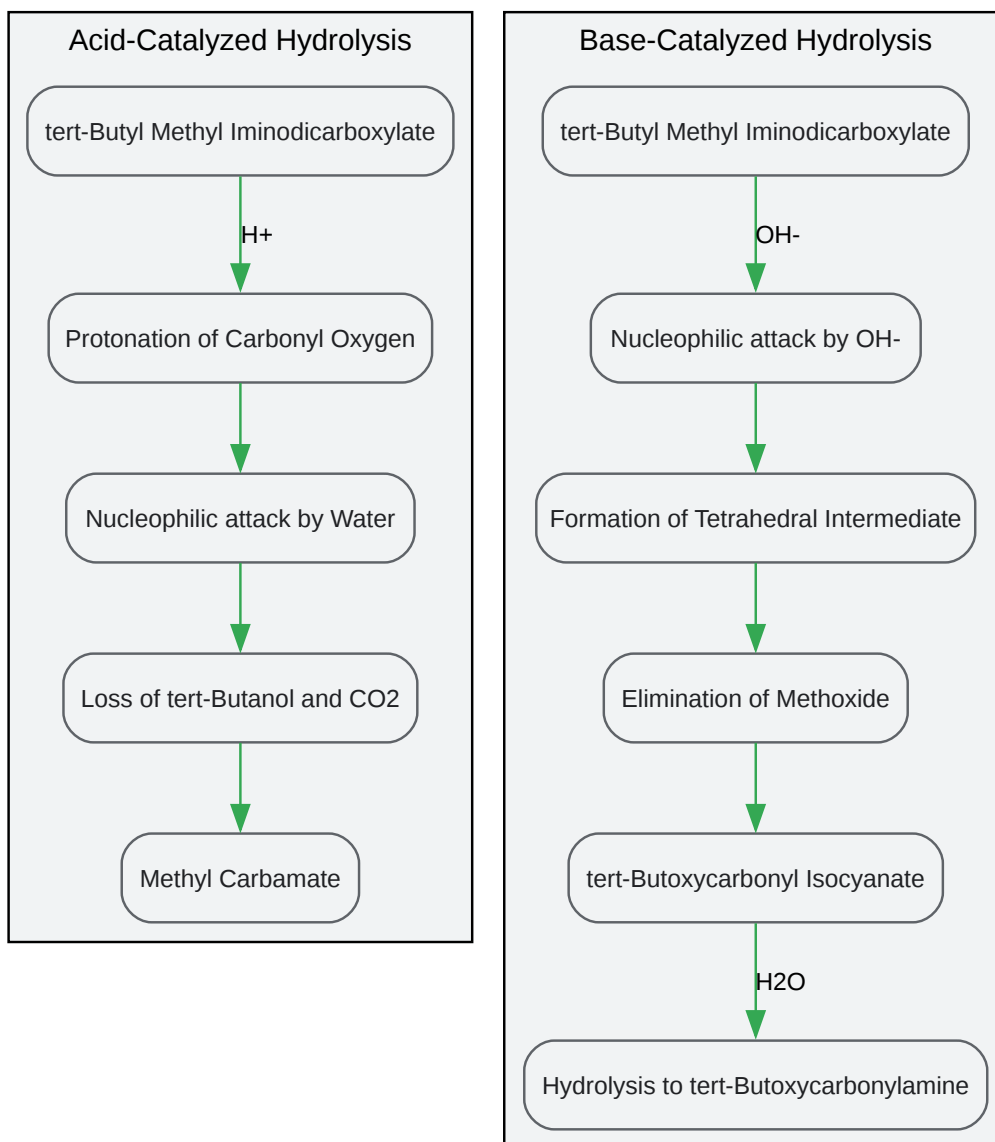 Acid-Catalyzed Hydrolysis
tert-Butyl Methyl Iminodicarboxylate
H+
Protonation of Carbonyl Oxygen
Nucleophilic attack by Water
Loss of tert-Butanol and CO2
Methyl Carbamate
Base-Catalyzed Hydrolysis
tert-Butyl Methyl Iminodicarboxylate
OH-
Nucleophilic attack by OH-
Formation of Tetrahedral Intermediate
Elimination of Methoxide
tert-Butoxycarbonyl Isocyanate
H2O
Hydrolysis to tert-Butoxycarbonylamine